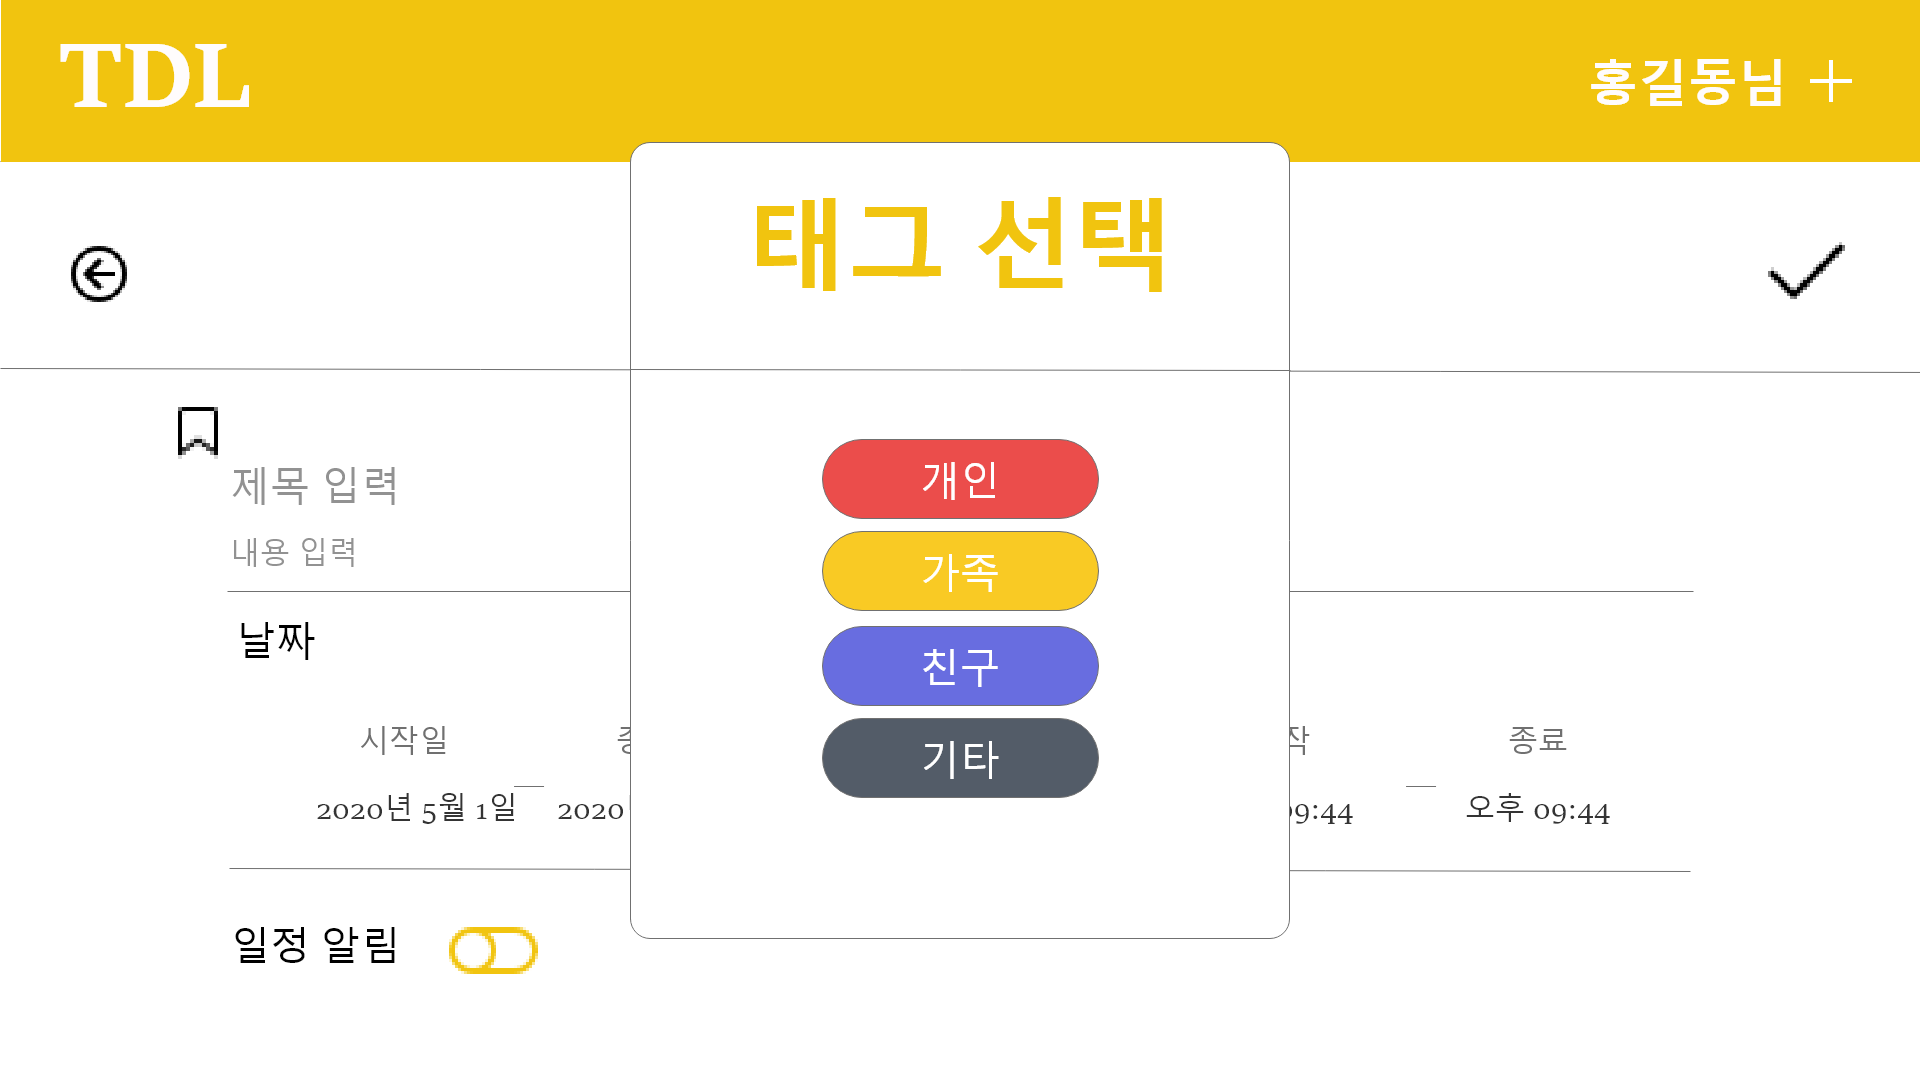 TDL
홍길동님
태그 선택
제목 입력
내용 입력
개인
가족
친구
기타
날짜
시작일
종료
2020년 5월 1일
2020
09:44
오후 09:44
일정 알림